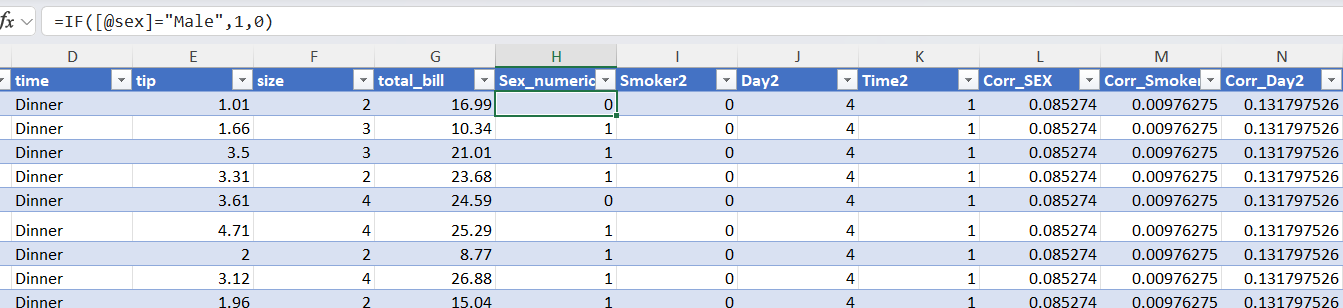 fx =IF([@sex]="Male",1,0)
D E F G H I J K L M N
time tip size total_bill Sex_numeric Smoker2 Day2 Time2 Corr_SEX Corr_Smoker Corr_Day2
Dinner 1.01 2 16.99 0 0 4 1 0.085274 0.00976275 0.131797526
Dinner 1.66 3 10.34 1 0 4 1 0.085274 0.00976275 0.131797526
Dinner 3.5 3 21.01 1 0 4 1 0.085274 0.00976275 0.131797526
Dinner 3.31 2 23.68 1 0 4 1 0.085274 0.00976275 0.131797526
Dinner 3.61 4 24.59 0 0 4 1 0.085274 0.00976275 0.131797526
Dinner 4.71 4 25.29 1 0 4 1 0.085274 0.00976275 0.131797526
Dinner 2 2 8.77 1 0 4 1 0.085274 0.00976275 0.131797526
Dinner 3.12 4 26.88 1 0 4 1 0.085274 0.00976275 0.131797526
Dinner 1.96 2 15.04 1 0 4 1 0.085274 0.00976275 0.131797526